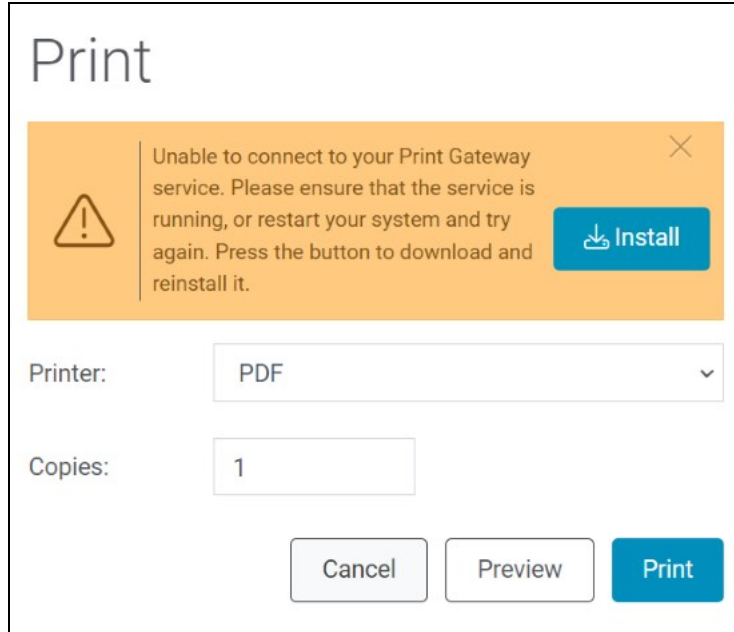 Print
Unable to connect to your Print Gateway
service. Please ensure that the service is
running, or restart your system and try
again. Press the button to download and
reinstall it.
Install
Printer:
PDF
Copies:
1
Cancel
Preview
Print